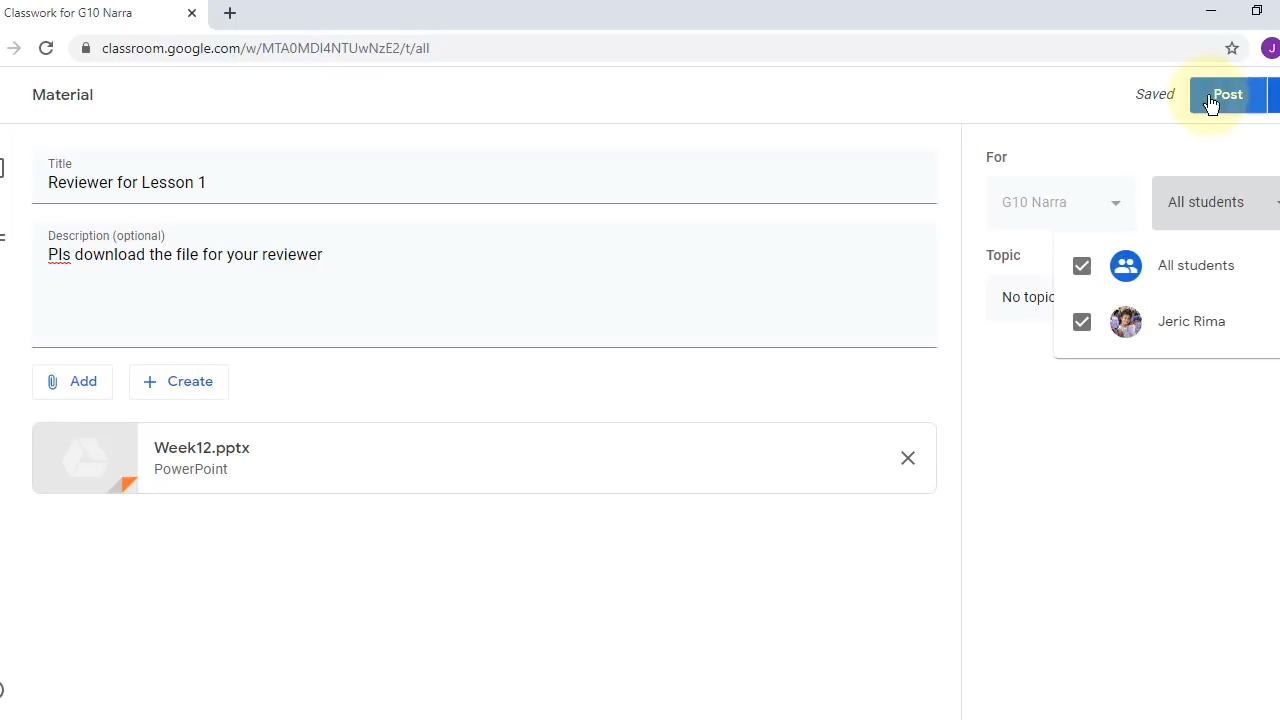 Classwork for G10 Narra
classroom.google.com/w/MTA0MDI4NTUwNzE2/t/all
J
Material
Saved
Post
Title
Reviewer for Lesson 1
Description (optional)
Pls download the file for your reviewer
Add
Create
Week12.pptx
PowerPoint
For
G10 Narra
All students
Topic
No topic
All students
Jeric Rima